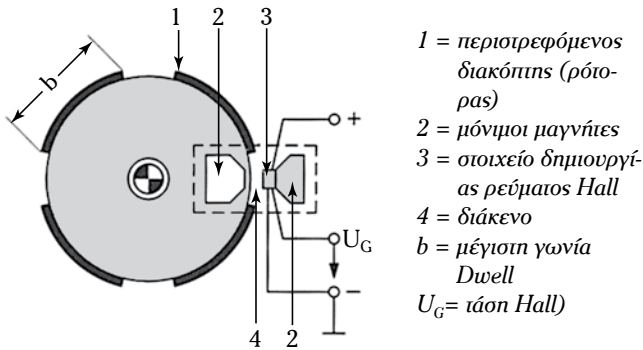 1 2 3
b
+
U_G
−
4 2
1 = περιστρεφόμενος
διακόπτης (ρότο-
ρας)
2 = μόνιμοι μαγνήτες
3 = στοιχείο δημιουργί-
ας ρεύματος Hall
4 = διάκενο
b = μέγιστη γωνία
Dwell
U_G= τάση Hall)